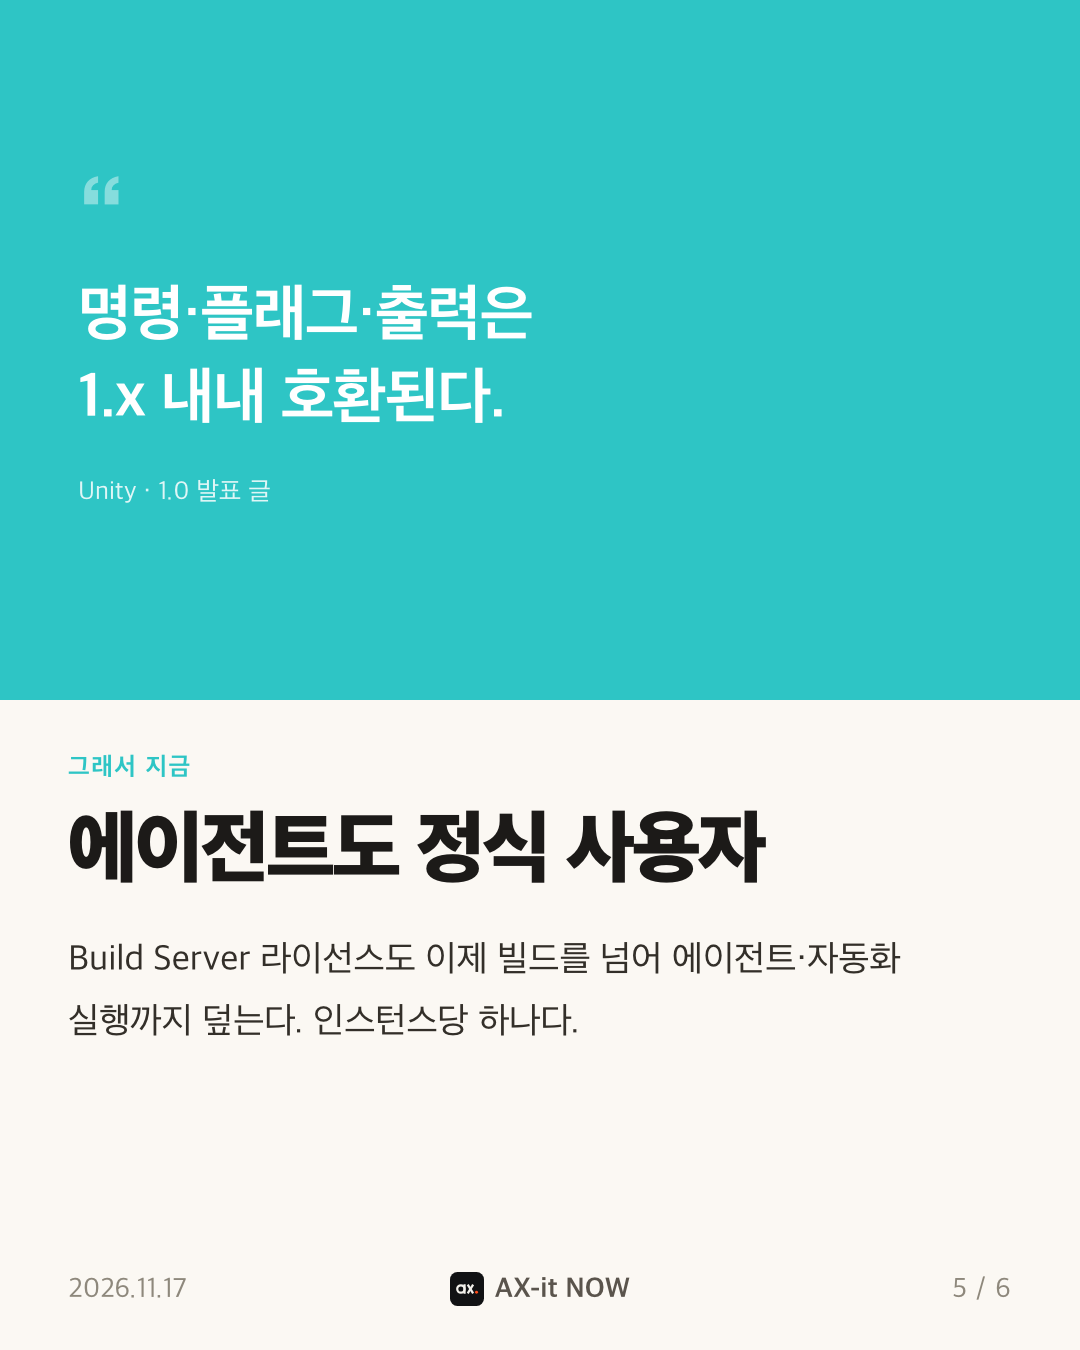 “
명령·플래그·출력은
1.x 내내 호환된다.
Unity · 1.0 발표 글
그래서 지금
에이전트도 정식 사용자
Build Server 라이선스도 이제 빌드를 넘어 에이전트·자동화
실행까지 덮는다. 인스턴스당 하나다.
2026.11.17
ax.
AX-it NOW
5 / 6